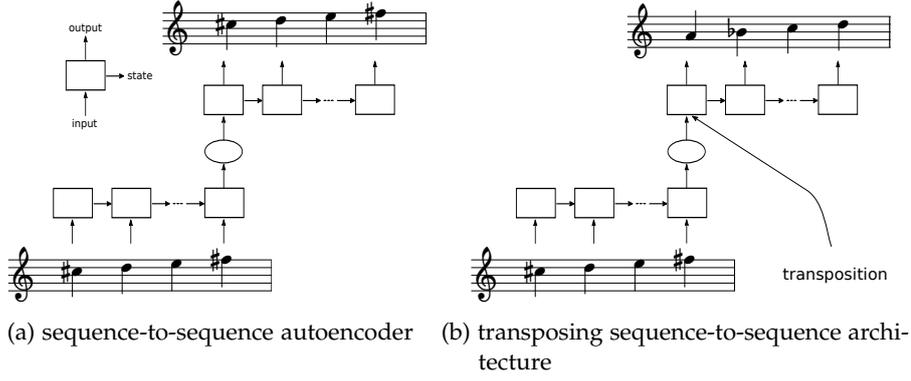 output
state
input
transposition
(a) sequence-to-sequence autoencoder
(b) transposing sequence-to-sequence archi-
tecture